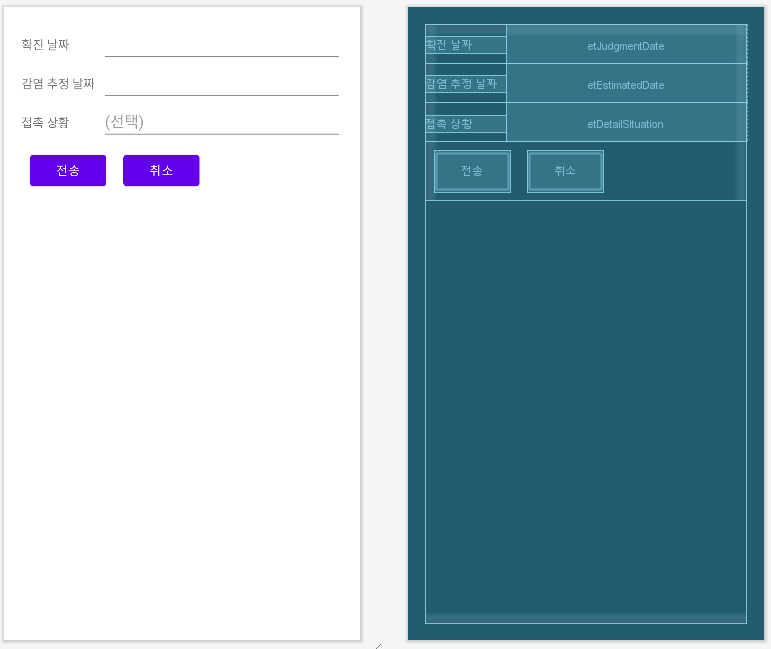 확진 날짜
감염 추정 날짜
접촉 상황 (선택)
전송 취소
확진 날짜 etJudgmentDate
감염 추정 날짜 etEstimatedDate
접촉 상황 etDetailSituation
전송 취소